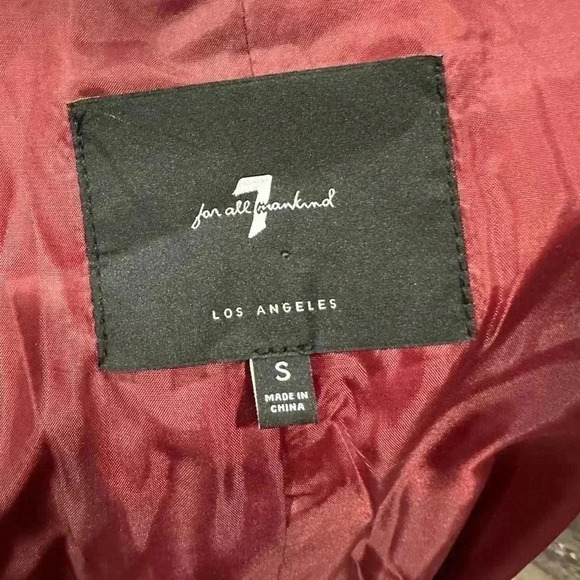 7
for all mankind
LOS ANGELES
S
MADE IN
CHINA